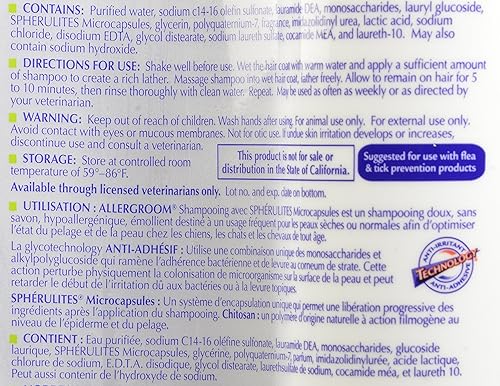 CONTAINS: Purified water, sodium c14-16 olefin sulfonate, lauramide DEA, monosaccharides, lauryl glucoside,
SPHERULITES Microcapsules, glycerin, polyquaternium-7, fragrance, imidazolidinyl urea, lactic acid, sodium
chloride, disodium EDTA, glycol distearate, sodium laureth sulfate, cocamide MEA, and laureth-10. May also
contain sodium hydroxide.
DIRECTIONS FOR USE: Shake well before use. Wet the hair coat with warm water and apply a sufficient amount
of shampoo to create a rich lather. Massage shampoo into wet hair coat, lather freely. Allow to remain on hair for 5
to 10 minutes, then rinse thoroughly with clean water. Repeat. May be used as often as weekly or as directed by
your veterinarian.
WARNING: Keep out of reach of children. Wash hands after using. For animal use only. For external use only.
Avoid contact with eyes or mucous membranes. Not for otic use. If undue skin irritation develops or increases,
discontinue use and consult a veterinarian.
STORAGE: Store at controlled room
temperature of 59°–86°F.
This product is not for sale or
distribution in the State of California.
Suggested for use with flea
& tick prevention products
Available through licensed veterinarians only. Lot no. and exp. date on bottom.
UTILISATION : ALLERGROOM® Shampooing avec SPHÉRULITES Microcapsules est un shampooing doux, sans
savon, hypoallergénique, émollient destiné à un usage fréquent pour les peaux sèches ou normales afin d'optimiser
l'état du pelage et de la peau chez les chiens, les chats et les chevaux de tout âge.
La glycotechnology ANTI-ADHÉSIF : Utilise une combinaison unique des monosaccharides et
alkylpolyglucoside qui ramène l'adhérence bactérienne et de levure au comeum de strate. Cette
action perturbe physiquement la colonisation de microorganismes sur la surface de la peau et peut
retarder le début de l'irritation dû aux bactéries ou à la levure topiques.
ANTI-IRRITANT
TECHNOLOGY
ANTI-ADHESIVE
SPHÉRULITES® Microcapsules : Un système d'encapsulation unique qui permet une libération progressive des
ingrédients après l'application du shampooing. Chitosan : un polymère d'origine naturelle à action filmogène au
niveau de l'épiderme et du pelage.
CONTIENT : Eau purifiée, sodium C14-16 oléfine sulfonate, lauramide DEA, monosaccharides, glucoside
laurique, SPHÉRULITES Microcapsules, glycérine, polyquaternium-7, parfum, imidazolidinylurée, acide lactique,
chlorure de sodium, E.D.T.A. disodique, glycol distéarate, lauréthsulfate de sodium, cocamide méa, et laureth 10.
Peut aussi contenir de l'hydroxyde de sodium.